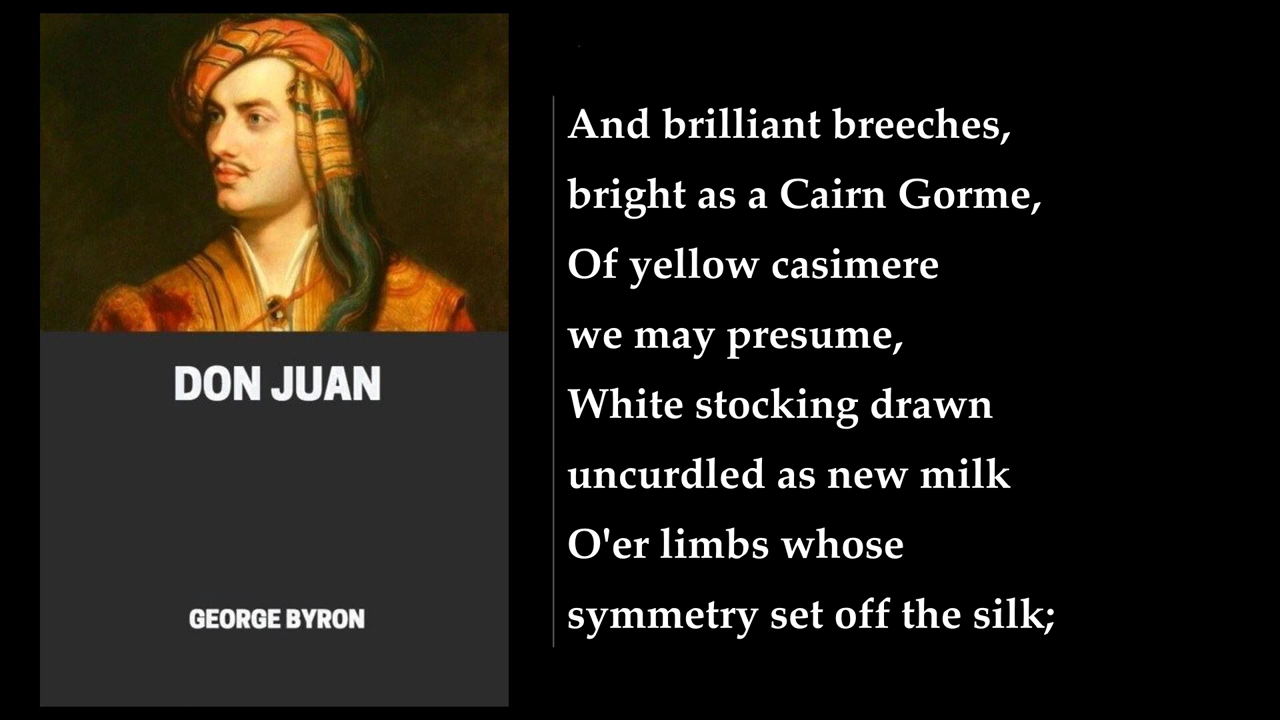 DON JUAN
GEORGE BYRON
And brilliant breeches,
bright as a Cairn Gorme,
Of yellow casimere
we may presume,
White stocking drawn
uncurdled as new milk
O'er limbs whose
symmetry set off the silk;